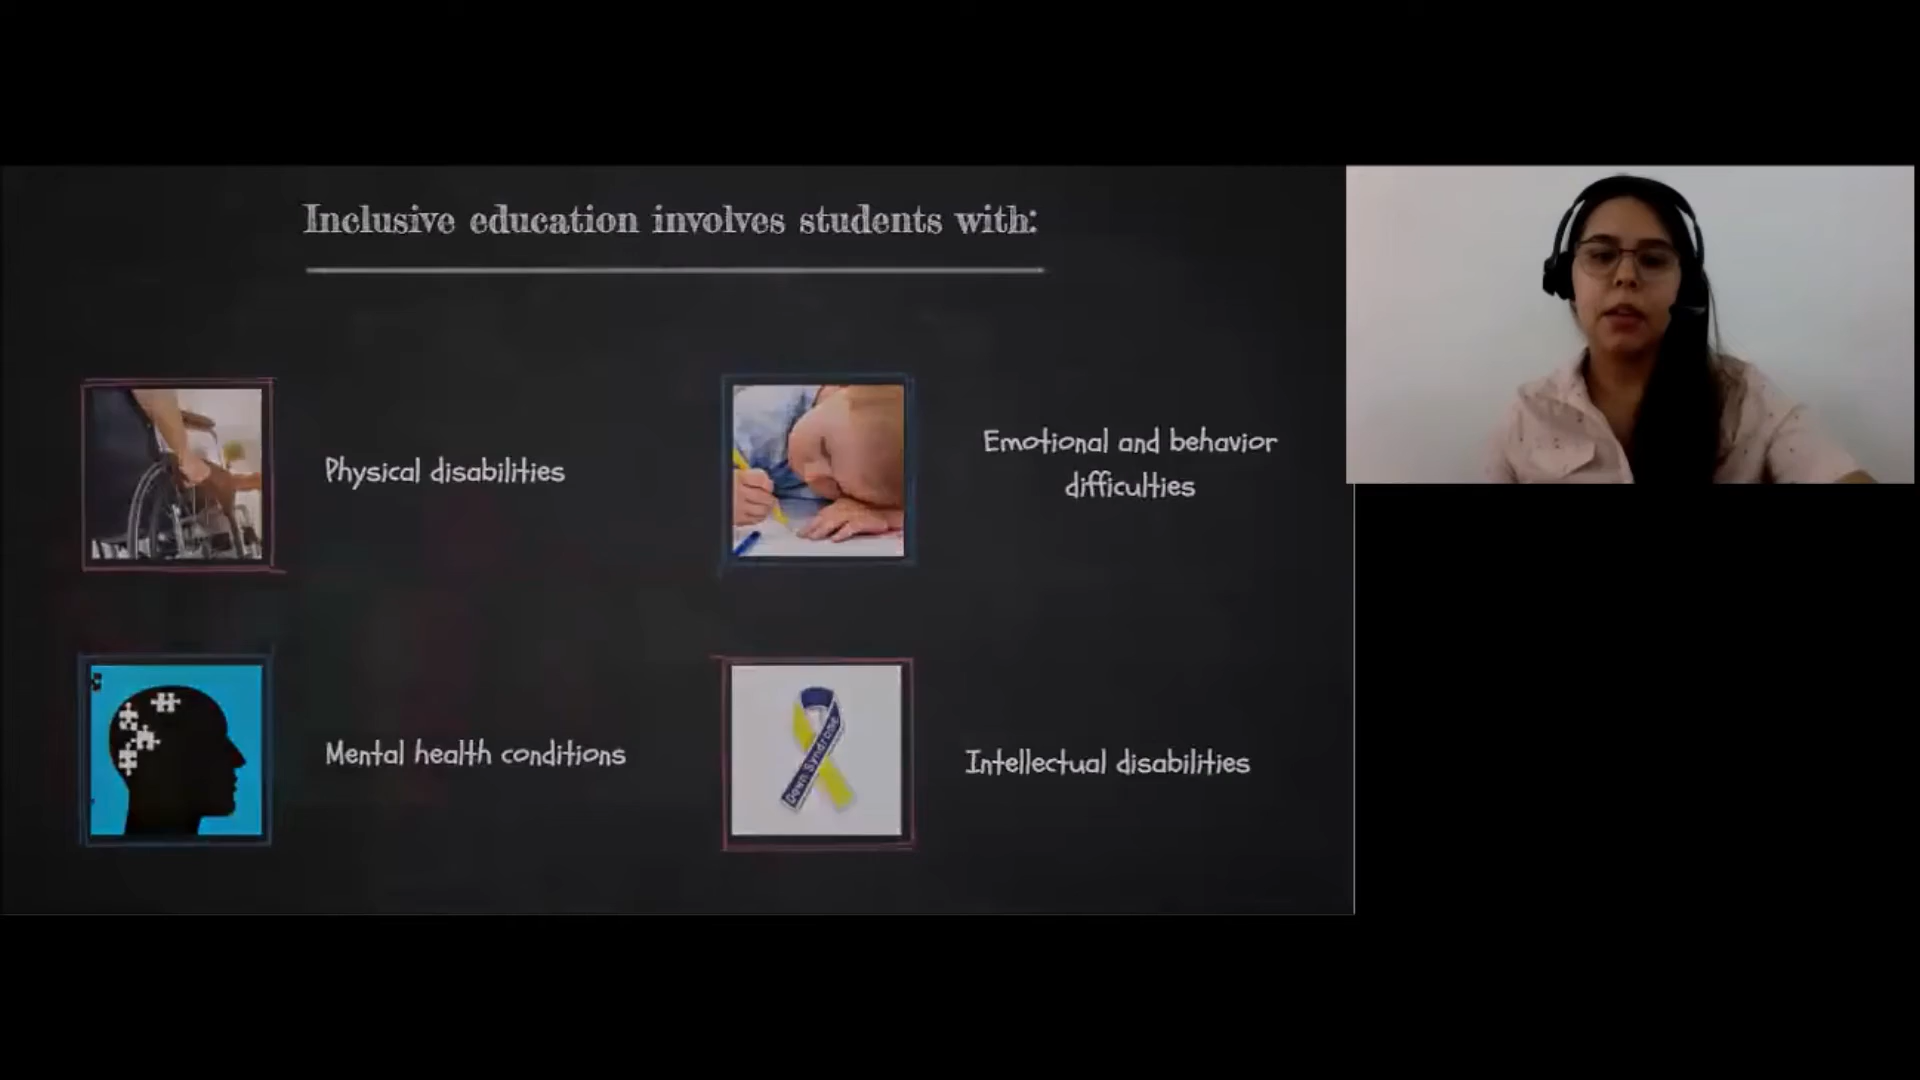 Inclusive education involves students with:
Physical disabilities
Emotional and behavior
difficulties
Mental health conditions
Down Syndrome
Intellectual disabilities